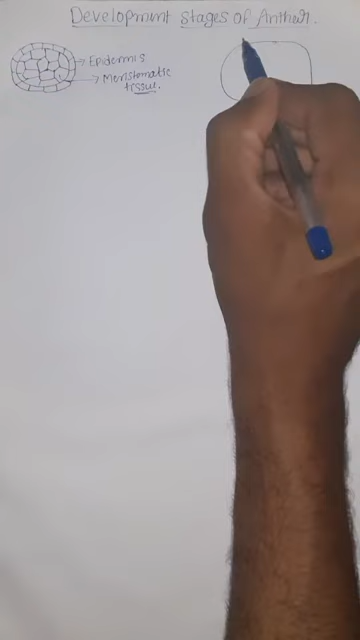 Development stages of Anther.
Epidermis
Meristematic
tissue.